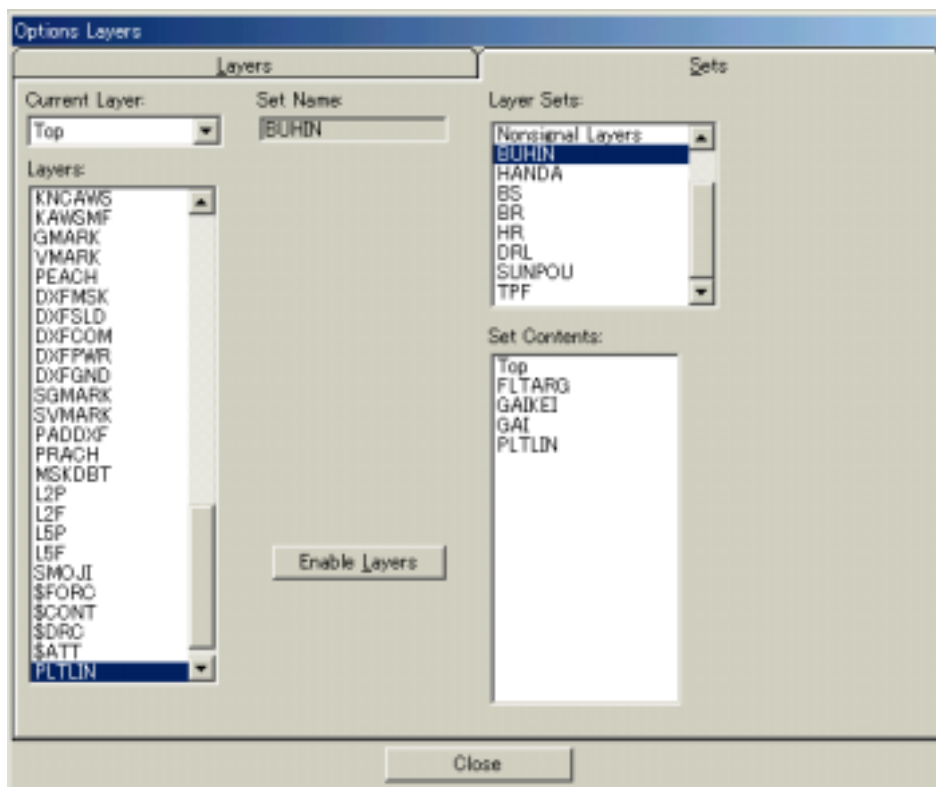 Options Layers
Layers
Sets
Current Layer:
Top
Set Name:
BUHIN
Layers:
KNCAWS
KAWSMF
GMARK
VMARK
PEACH
DXFMSK
DXFSLD
DXFCOM
DXFPWR
DXFGND
SGMARK
SVMARK
PADDXF
PRACH
MSKDBT
L2P
L2F
L5P
L5F
SMOJI
$FORC
$CONT
$DRC
$ATT
PLTLIN
Enable Layers
Layer Sets:
Nonsignal Layers
BUHIN
HANDA
BS
BR
HR
DRL
SUNPOU
TPF
Set Contents:
Top
FLTARG
GAIKEI
GAI
PLTLIN
Close